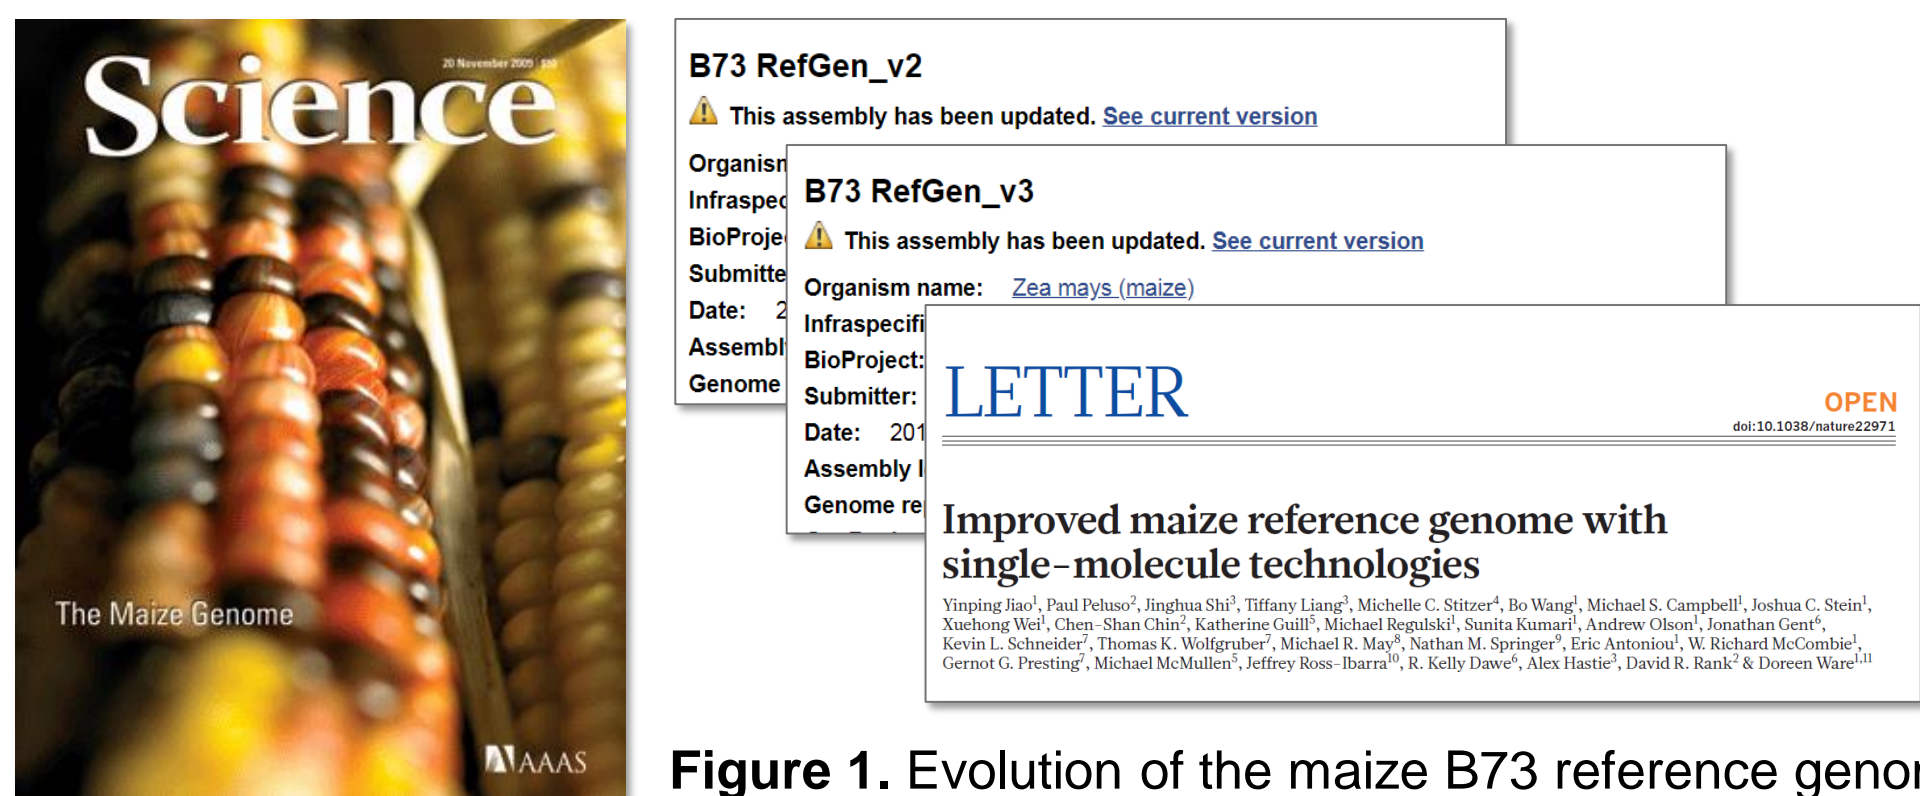 Science
20 November 2009 | $10
The Maize Genome
AAAS
B73 RefGen_v2
This assembly has been updated. See current version
Organism
Infraspec
BioProje
Submitte
Date: 2
Assembl
Genome
B73 RefGen_v3
This assembly has been updated. See current version
Organism name: Zea mays (maize)
Infraspecifi
BioProject:
Submitter:
Date: 201
Assembly l
Genome re
LETTER
OPEN
doi:10.1038/nature22971
Improved maize reference genome with
single-molecule technologies
Yinping Jiao1, Paul Peluso2, Jinghua Shi3, Tiffany Liang3, Michelle C. Stitzer4, Bo Wang1, Michael S. Campbell1, Joshua C. Stein1,
Xuehong Wei1, Chen-Shan Chin2, Katherine Guill5, Michael Regulski1, Sunita Kumari1, Andrew Olson1, Jonathan Gent6,
Kevin L. Schneider7, Thomas K. Wolfgruber7, Michael R. May8, Nathan M. Springer9, Eric Antoniou1, W. Richard McCombie1,
Gernot G. Presting7, Michael McMullen5, Jeffrey Ross-Ibarra10, R. Kelly Dawe6, Alex Hastie3, David R. Rank2 & Doreen Ware1,11
Figure 1. Evolution of the maize B73 reference genom